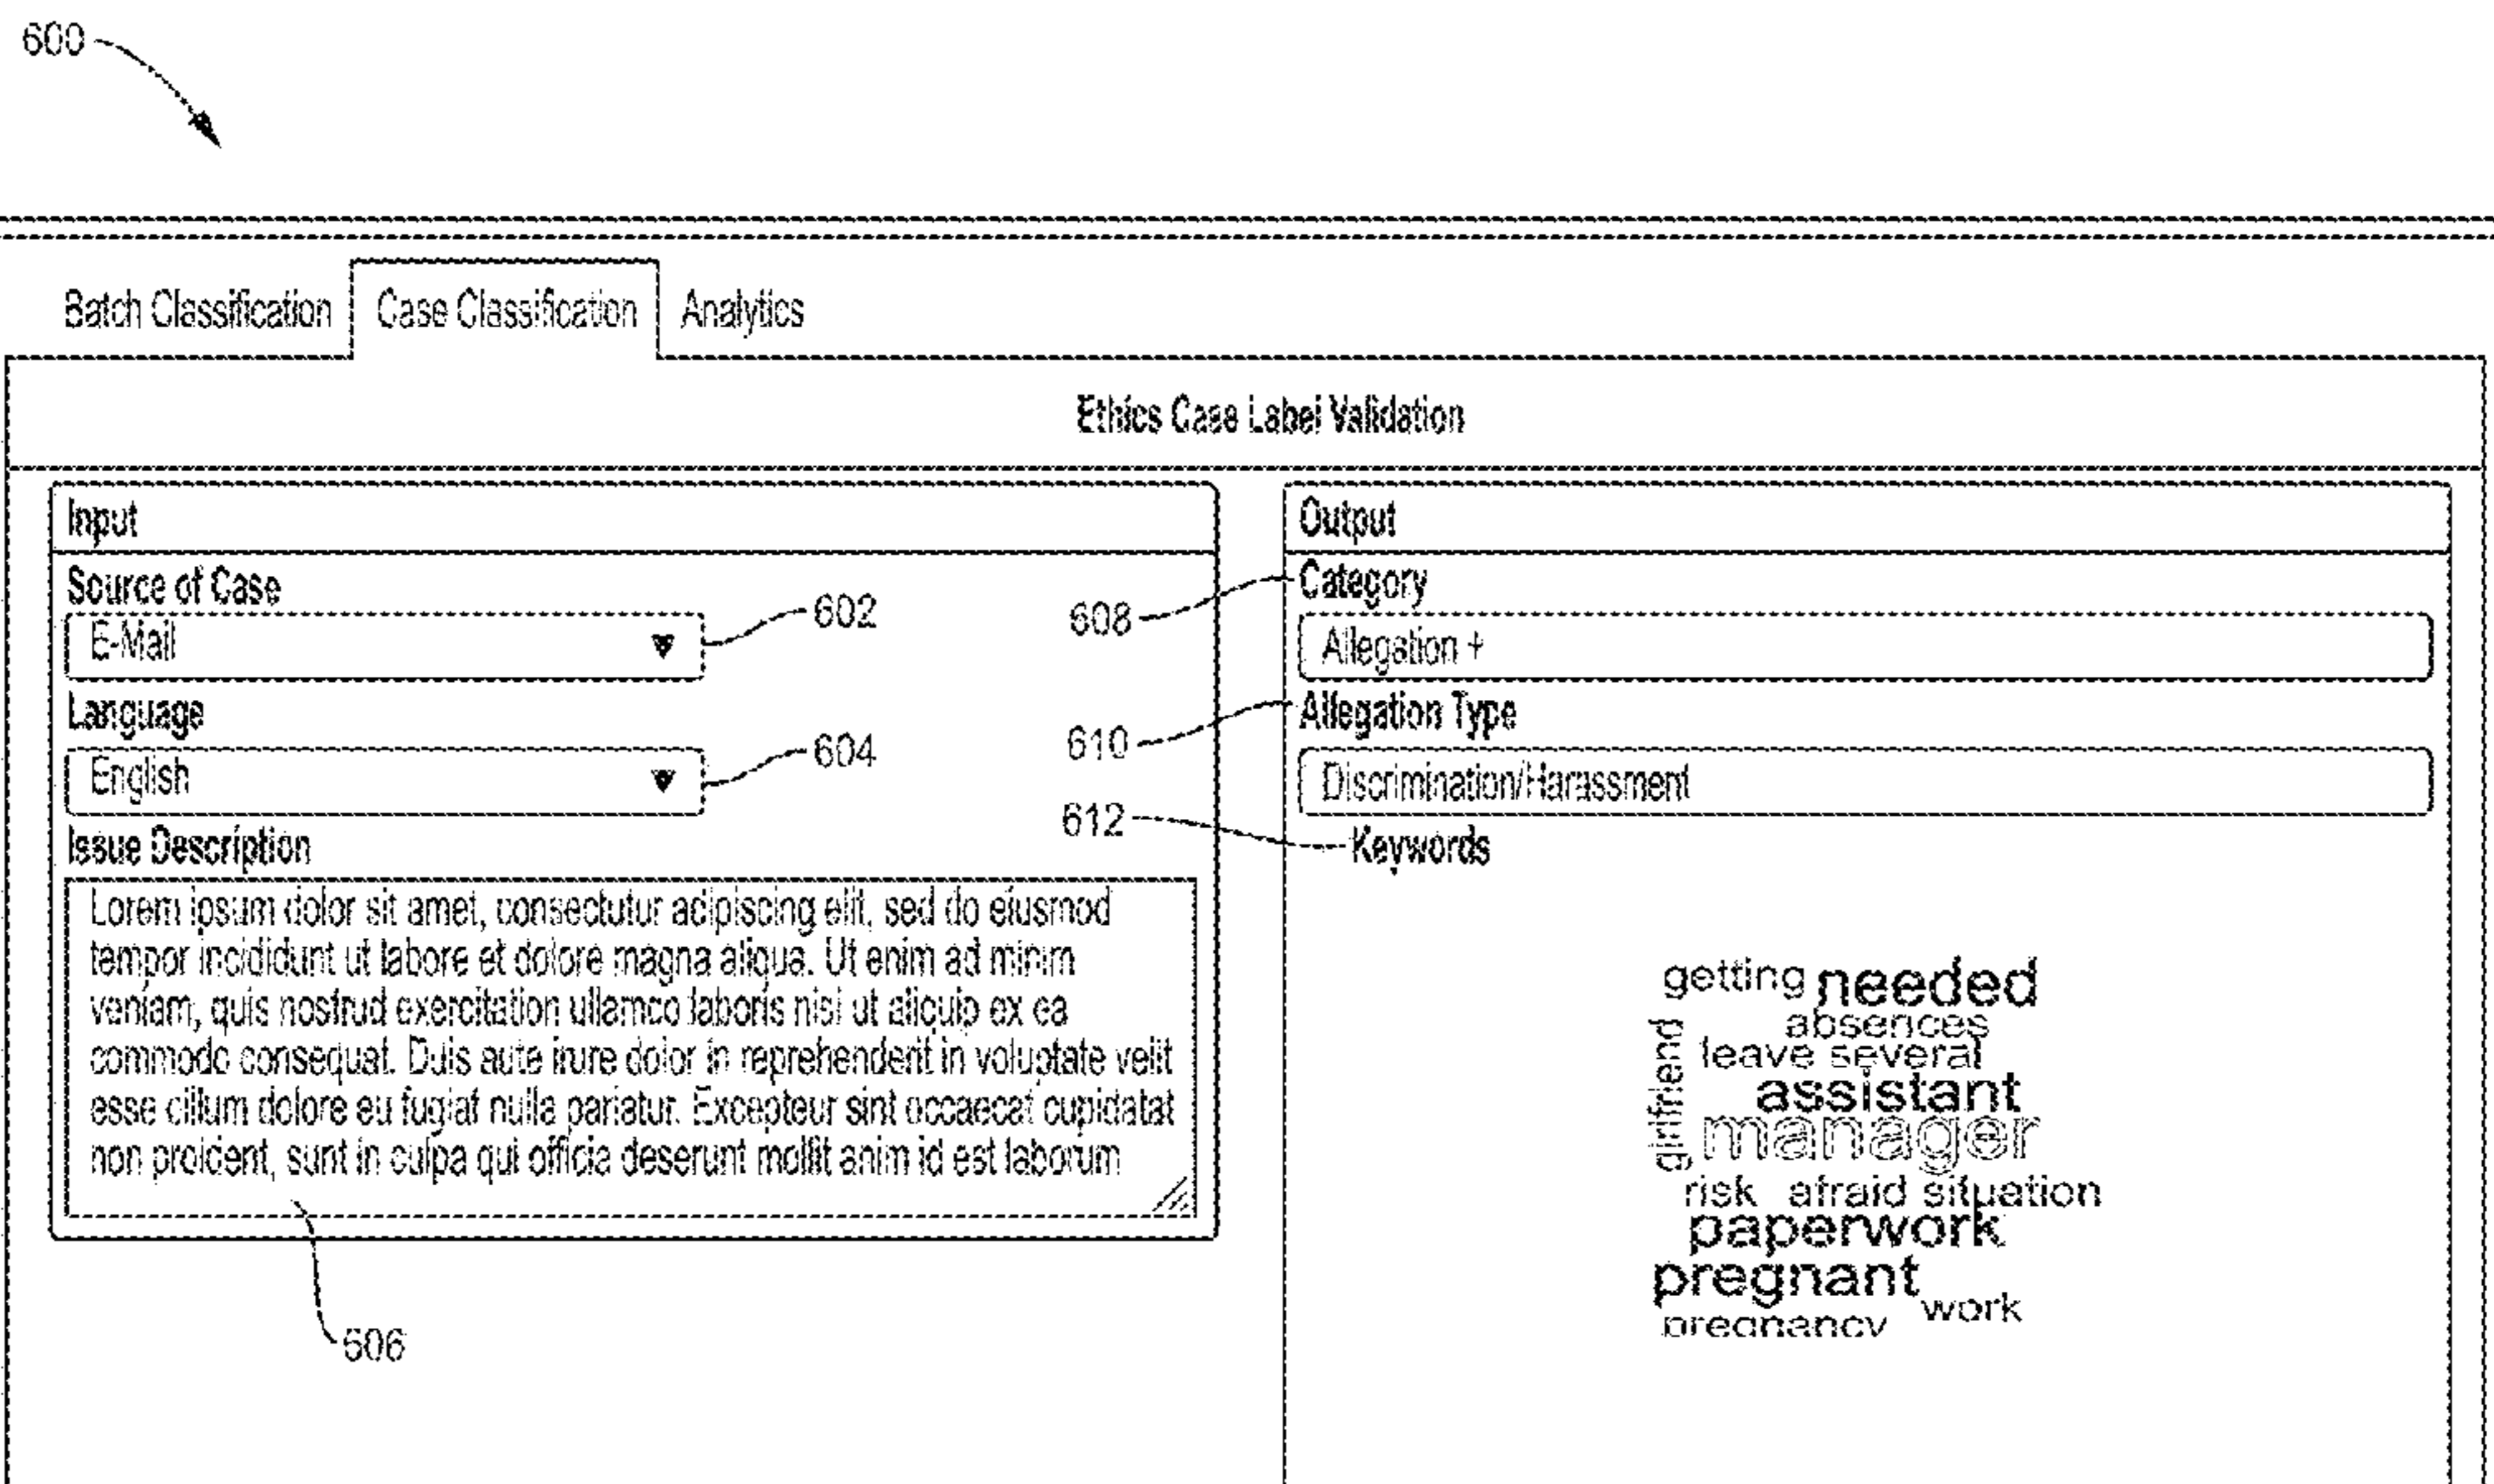 600
Batch Classification Case Classification Analytics
Ethics Case Label Validation
Input
Source of Case
E-Mail
602
Language
English
604
Issue Description
Lorem ipsum dolor sit amet, consectutur adipiscing elit, sed do eiusmod
tempor incididunt ut labore et dolore magna aliqua. Ut enim ad minim
veniam, quis nostrud exercitation ullamco laboris nisi ut aliquip ex ea
commodo consequat. Duis aute irure dolor in reprehenderit in voluptate velit
esse cillum dolore eu fugiat nulla pariatur. Excepteur sint occaecat cupidatat
non proident, sunt in culpa qui officia deserunt mollit anim id est laborum
606
Output
608
Category
Allegation +
610
Allegation Type
Discrimination/Harassment
612
Keywords
getting needed
absences
leave several
girlfriend
assistant
manager
risk afraid situation
paperwork
pregnant
work
pregnancy